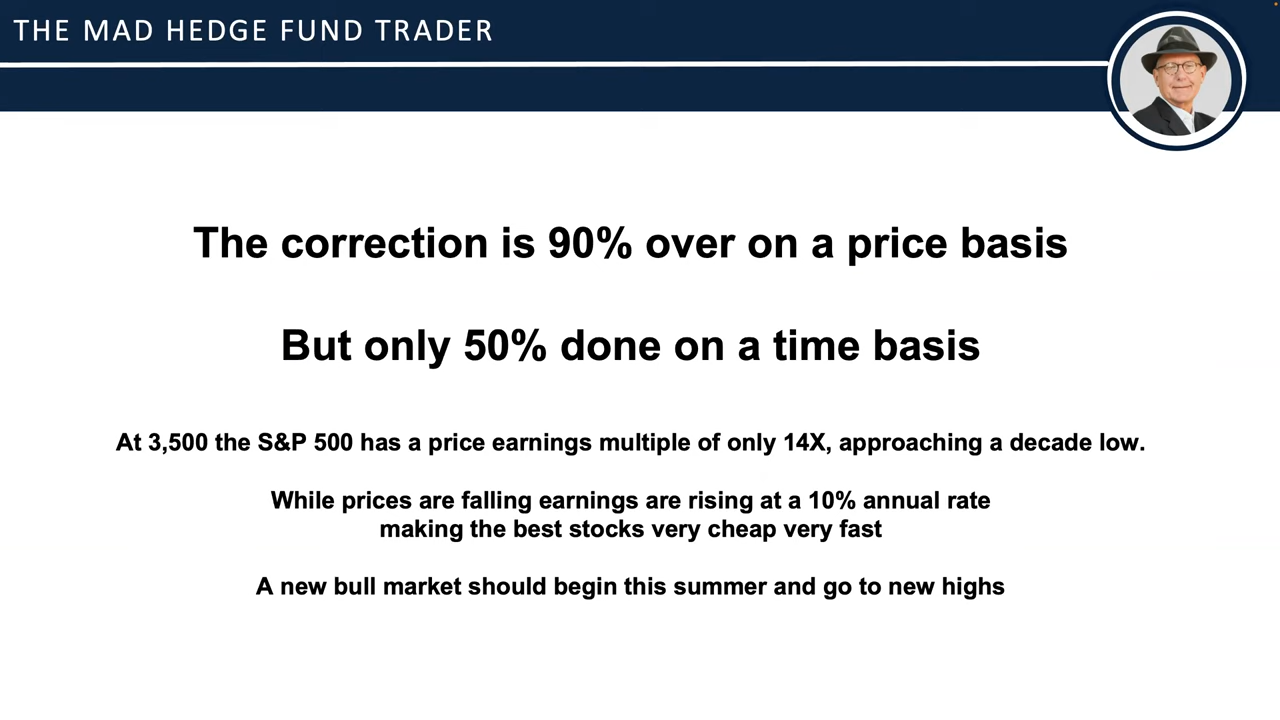 THE MAD HEDGE FUND TRADER
The correction is 90% over on a price basis
But only 50% done on a time basis
At 3,500 the S&P 500 has a price earnings multiple of only 14X, approaching a decade low.
While prices are falling earnings are rising at a 10% annual rate
making the best stocks very cheap very fast
A new bull market should begin this summer and go to new highs